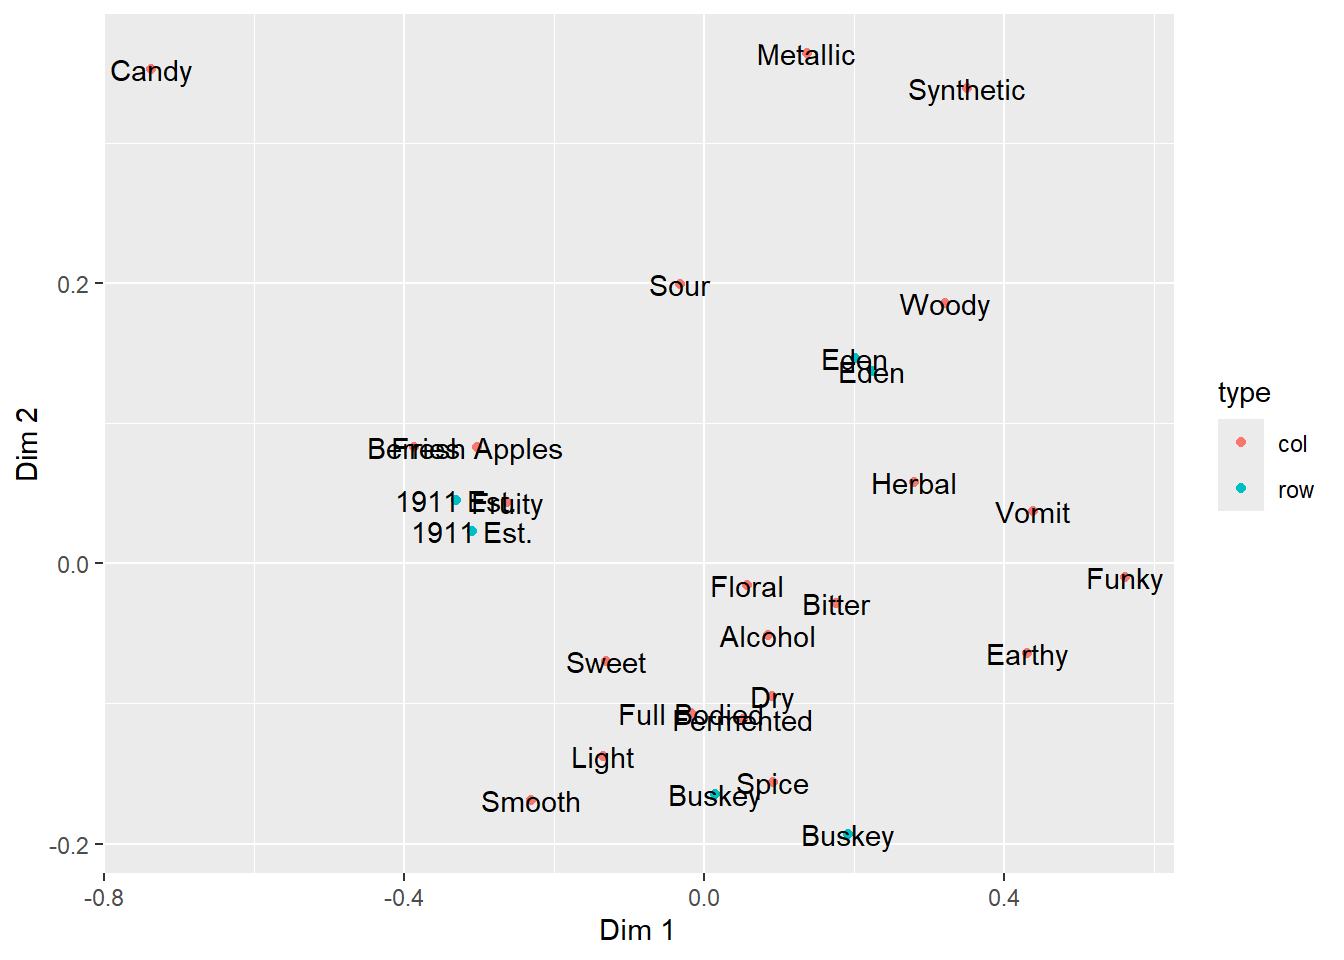 Candy
Metallic
Synthetic
Sour
Woody
Eden
Eden
Berries
Fresh Apples
1911 Est.
Fruity
1911 Est.
Herbal
Vomit
Funky
Floral
Bitter
Alcohol
Earthy
Sweet
Dry
Full Bodied
Fermented
Light
Spice
Buskey
Smooth
Buskey
0.2
0.0
-0.2
-0.8
-0.4
0.0
0.4
Dim 1
Dim 2
type
col
row